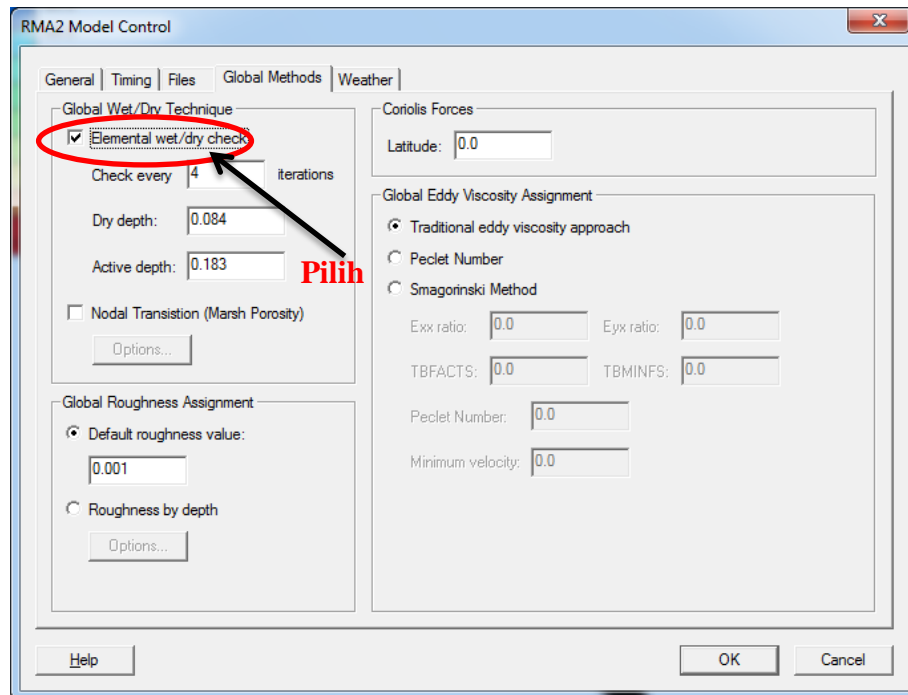 RMA2 Model Control
General Timing Files Global Methods Weather
Global Wet/Dry Technique
Elemental wet/dry check
Check every 4 iterations
Dry depth: 0.084
Active depth: 0.183
Pilih
Nodal Transistion (Marsh Porosity)
Options...
Global Roughness Assignment
Default roughness value:
0.001
Roughness by depth
Options...
Coriolis Forces
Latitude: 0.0
Global Eddy Viscosity Assignment
Traditional eddy viscosity approach
Peclet Number
Smagorinski Method
Exx ratio: 0.0 Eyx ratio: 0.0
TBFACTS: 0.0 TBMINFS: 0.0
Peclet Number: 0.0
Minimum velocity: 0.0
Help OK Cancel